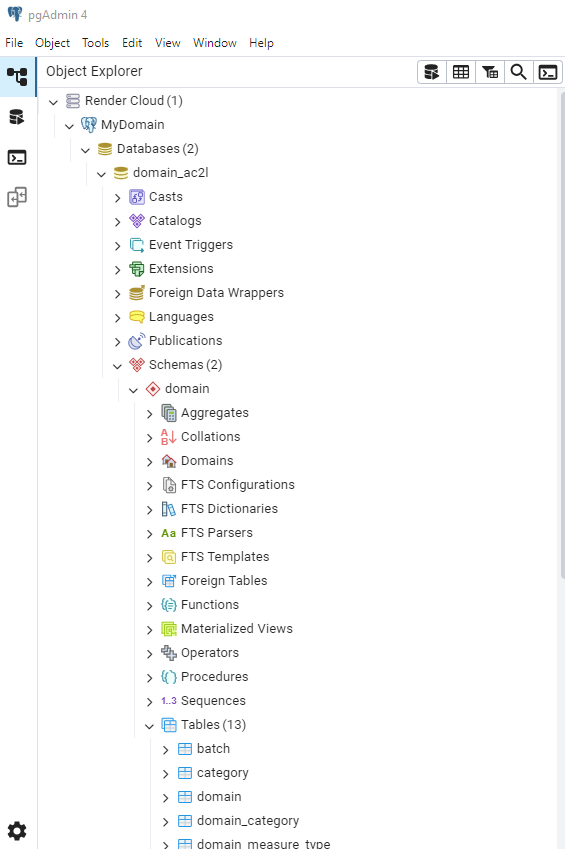 pgAdmin 4
File Object Tools Edit View Window Help
Object Explorer
Render Cloud (1)
MyDomain
Databases (2)
domain_ac2l
Casts
Catalogs
Event Triggers
Extensions
Foreign Data Wrappers
Languages
Publications
Schemas (2)
domain
Aggregates
Collations
Domains
FTS Configurations
FTS Dictionaries
Aa FTS Parsers
FTS Templates
Foreign Tables
Functions
Materialized Views
Operators
Procedures
1..3 Sequences
Tables (13)
batch
category
domain
domain_category
domain_measure_type